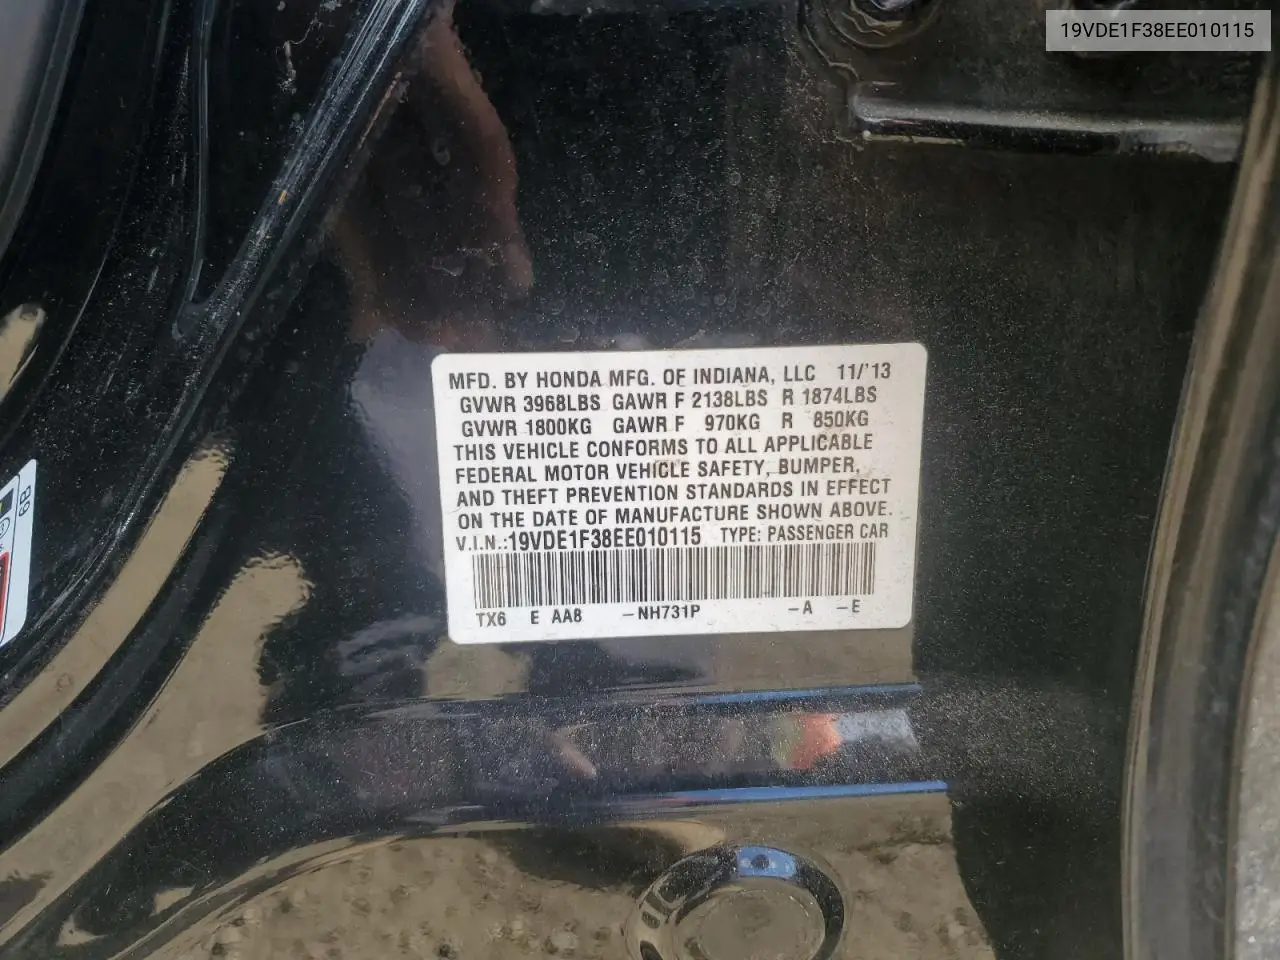 19VDE1F38EE010115
MFD. BY HONDA MFG. OF INDIANA, LLC 11/'13
GVWR 3968LBS GAWR F 2138LBS R 1874LBS
GVWR 1800KG GAWR F 970KG R 850KG
THIS VEHICLE CONFORMS TO ALL APPLICABLE
FEDERAL MOTOR VEHICLE SAFETY, BUMPER,
AND THEFT PREVENTION STANDARDS IN EFFECT
ON THE DATE OF MANUFACTURE SHOWN ABOVE.
V.I.N.:19VDE1F38EE010115 TYPE: PASSENGER CAR
TX6 E AA8 –NH731P –A –E